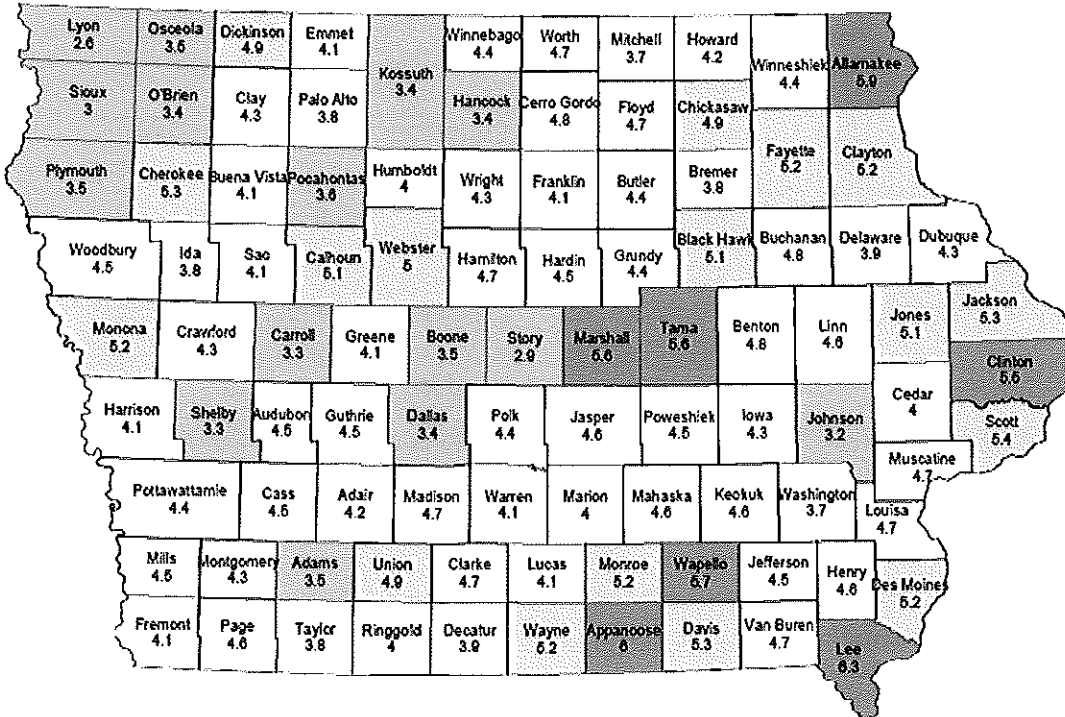 Lyon
2.6
Osceola
3.5
Dickinson
4.9
Emmet
4.1
Winnebago
4.4
Worth
4.7
Mitchell
3.7
Howard
4.2
Winneshiek
4.4
Allamakee
5.9
Kossuth
3.4
Sioux
3
O'Brien
3.4
Clay
4.3
Palo Alto
3.8
Hancock
3.4
Cerro Gordo
4.8
Floyd
4.7
Chickasaw
4.9
Plymouth
3.5
Cherokee
5.3
Buena Vista
4.1
Pocahontas
3.6
Humboldt
4
Wright
4.3
Franklin
4.1
Butler
4.4
Bremer
3.8
Fayette
5.2
Clayton
5.2
Woodbury
4.5
Ida
3.8
Sac
4.1
Calhoun
5.1
Webster
5
Hamilton
4.7
Hardin
4.5
Grundy
4.4
Black Hawk
5.1
Buchanan
4.8
Delaware
3.9
Dubuque
4.3
Monona
5.2
Crawford
4.3
Carroll
3.3
Greene
4.1
Boone
3.5
Story
2.9
Marshall
5.6
Tama
5.6
Benton
4.8
Linn
4.6
Jones
5.1
Jackson
5.3
Clinton
5.5
Cedar
4
Harrison
4.1
Shelby
3.3
Audubon
4.5
Guthrie
4.5
Dallas
3.4
Polk
4.4
Jasper
4.6
Poweshiek
4.5
Iowa
4.3
Johnson
3.2
Scott
5.4
Muscatine
4.7
Pottawattamie
4.4
Cass
4.5
Adair
4.2
Madison
4.7
Warren
4.1
Marion
4
Mahaska
4.6
Keokuk
4.6
Washington
3.7
Louisa
4.7
Mills
4.5
Montgomery
4.3
Adams
3.5
Union
4.9
Clarke
4.7
Lucas
4.1
Monroe
5.2
Wapello
5.7
Jefferson
4.5
Henry
4.6
Des Moines
5.2
Fremont
4.1
Page
4.6
Taylor
3.8
Ringgold
4
Decatur
3.9
Wayne
5.2
Appanoose
6
Davis
5.3
Van Buren
4.7
Lee
6.3